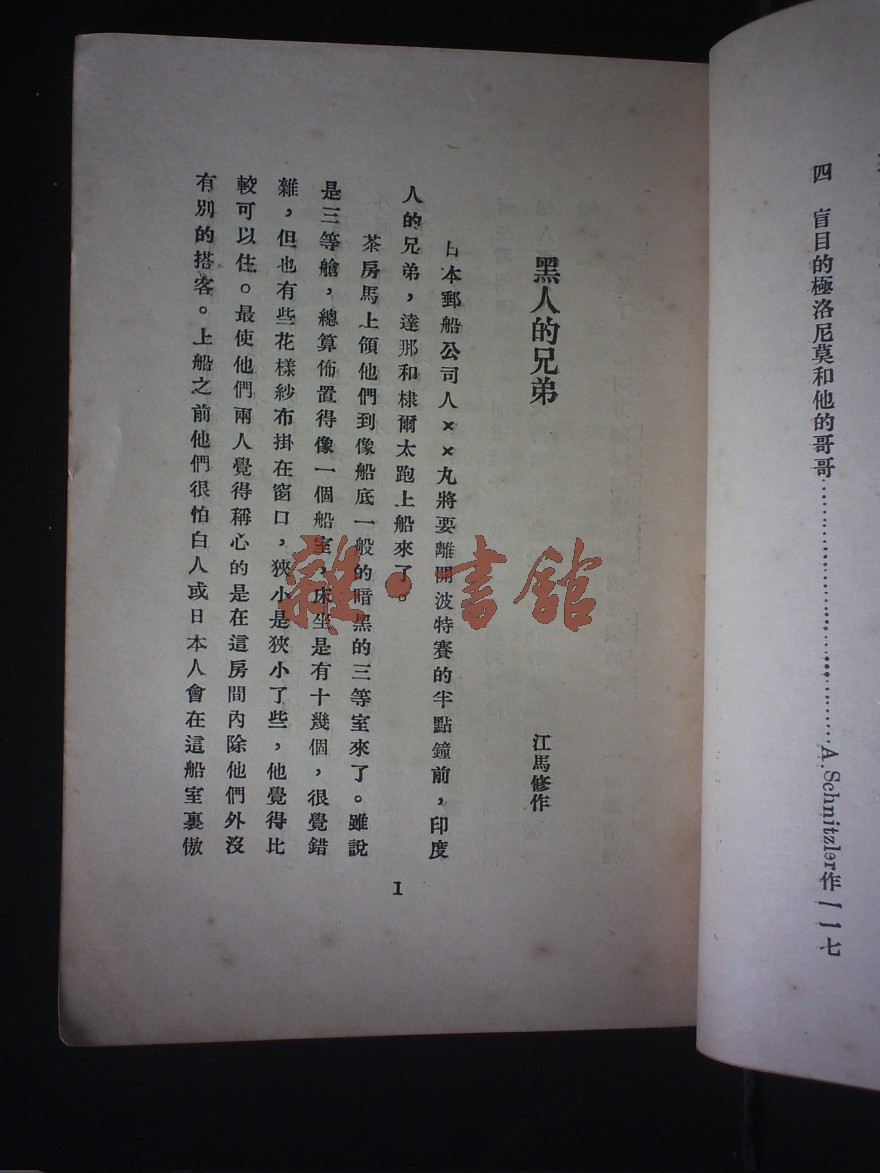 四　盲目的極洛尼莫和他的哥哥…………………A. Schnitzler作 一一七
黑人的兄弟
江馬修作
日本郵船公司人××丸將要離開波特賽的半點鐘前，印度
人的兄弟，達那和棣爾太跑上船來了。
茶房馬上領他們到像船底一般的暗黑的三等室來了。雖說
是三等艙，總算佈置得像一個船室，床坐是有十幾個，很覺錯
雜，但也有些花樣紗布掛在窗口，狹小是狹小了些，他覺得比
較可以住。最使他們兩人覺得稱心的是在這房間內除他們外沒
有別的搭客。上船之前他們很怕白人或日本人會在這船室裏傲
1
雜·書館